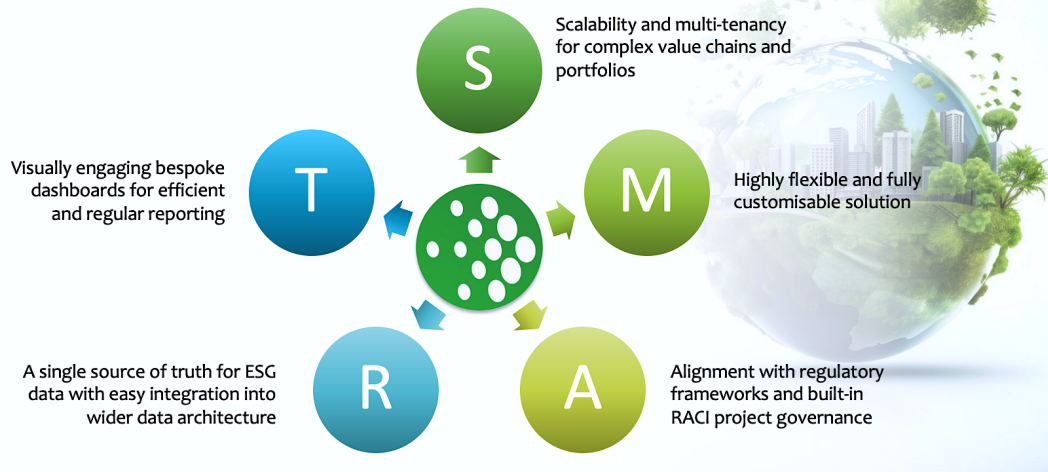 S
Scalability and multi-tenancy
for complex value chains and
portfolios
M
Highly flexible and fully
customisable solution
A
Alignment with regulatory
frameworks and built-in
RACI project governance
R
A single source of truth for ESG
data with easy integration into
wider data architecture
T
Visually engaging bespoke
dashboards for efficient
and regular reporting